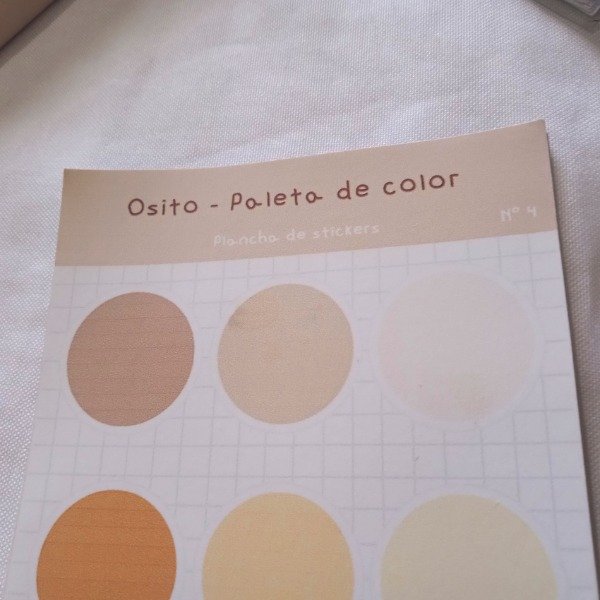 Osito - Paleta de color
Plancha de stickers
Nº 4